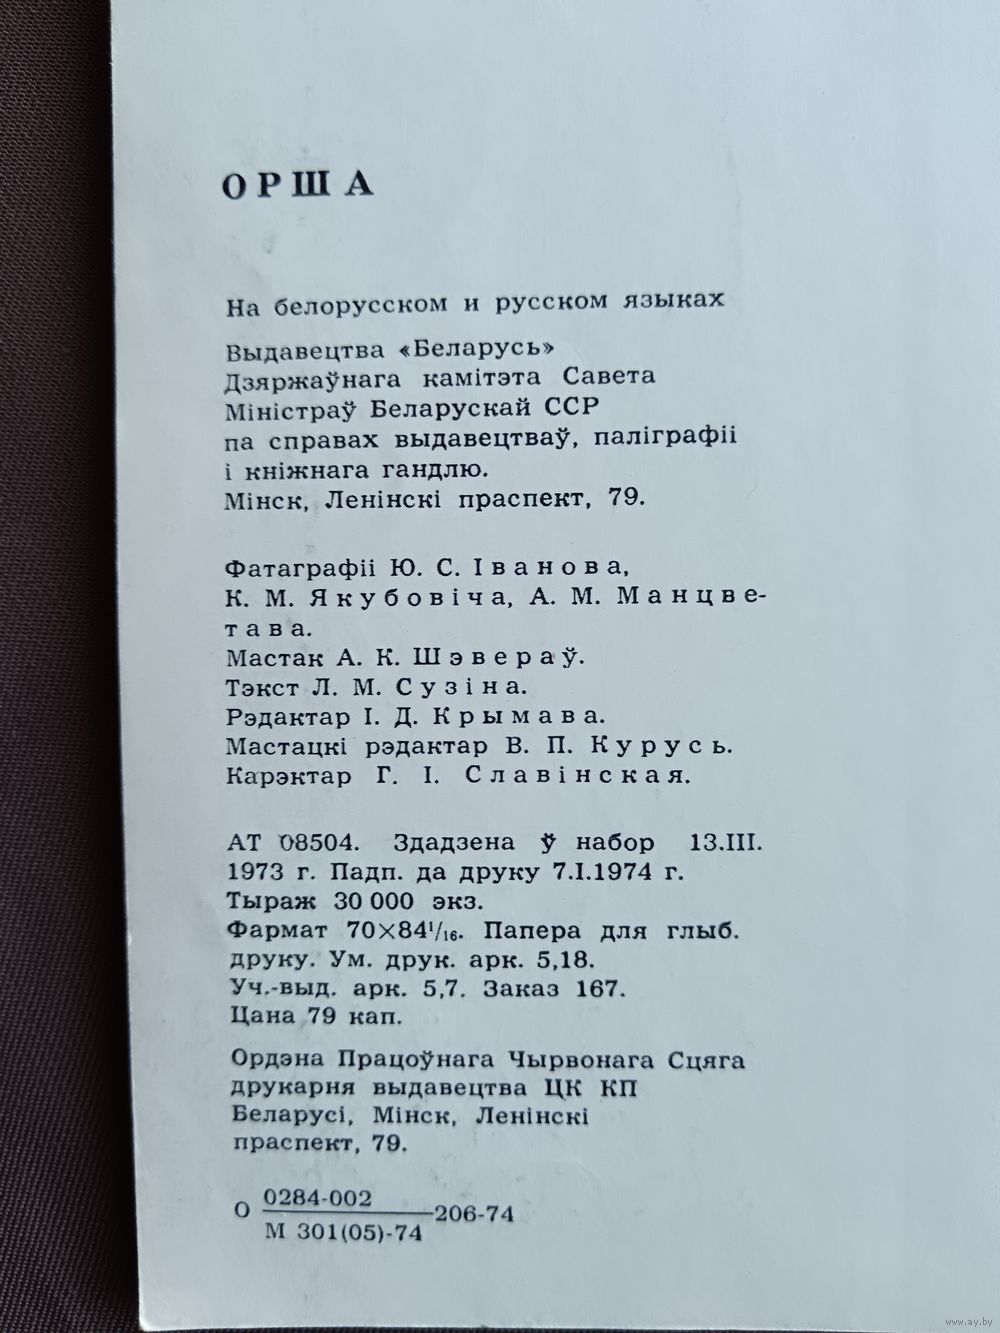 ОРША
На белорусском и русском языках
Выдавецтва «Беларусь»
Дзяржаўнага камітэта Савета
Міністраў Беларускай ССР
па справах выдавецтваў, паліграфіі
і кніжнага гандлю.
Мінск, Ленінскі праспект, 79.
Фатаграфіі Ю. С. Іванова,
К. М. Якубовіча, А. М. Манцве-
тава.
Мастак А. К. Шэвераў.
Тэкст Л. М. Сузіна.
Рэдактар І. Д. Крымава.
Мастацкі рэдактар В. П. Курусь.
Карэктар Г. І. Славінская.
АТ 08504. Здадзена ў набор 13.III.
1973 г. Падп. да друку 7.I.1974 г.
Тыраж 30 000 экз.
Фармат 70×84¹/₁₆. Папера для глыб.
друку. Ум. друк. арк. 5,18.
Уч.-выд. арк. 5,7. Заказ 167.
Цана 79 кап.
Ордэна Працоўнага Чырвонага Сцяга
друкарня выдавецтва ЦК КП
Беларусі, Мінск, Ленінскі
праспект, 79.
0284-002
О 206-74
М 301(05)-74
www.ay.by